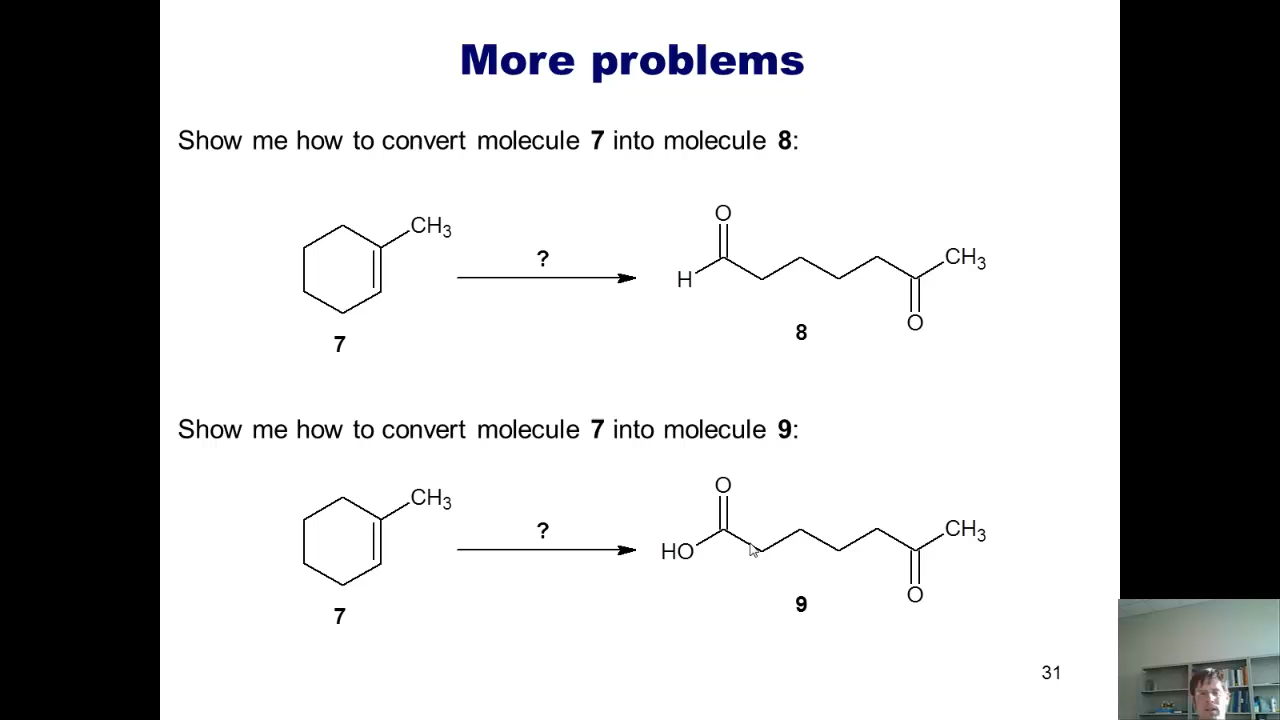 More problems
Show me how to convert molecule 7 into molecule 8:
CH3
?
O
H
CH3
O
7
8
Show me how to convert molecule 7 into molecule 9:
CH3
?
O
HO
CH3
O
7
9
31